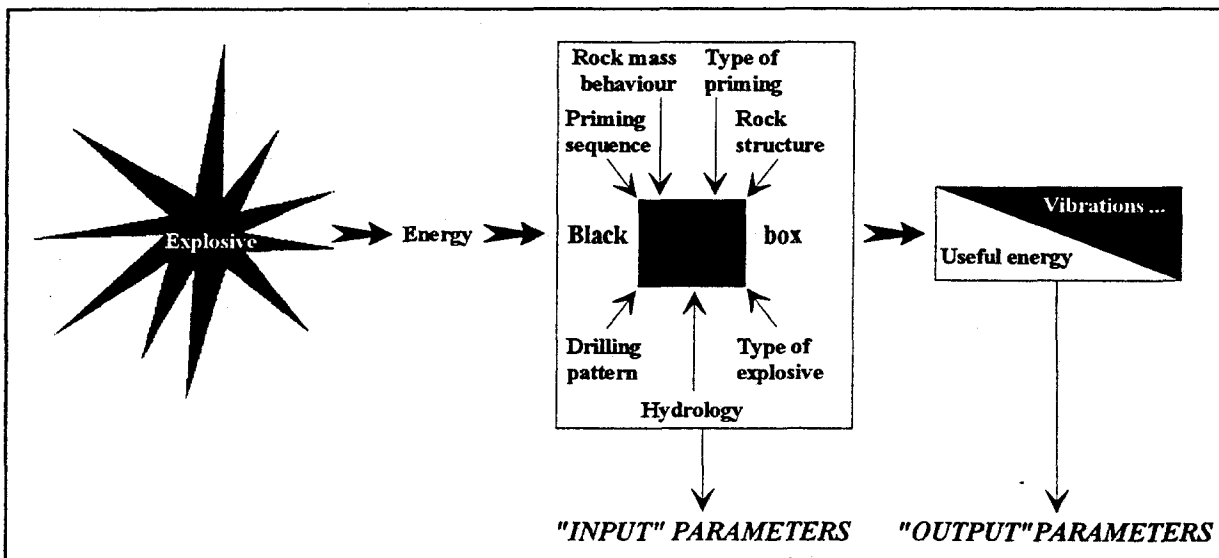 Rock mass
behaviour
Type of
priming
Priming
sequence
Rock
structure
Explosive
Energy
Black
box
Vibrations ...
Useful energy
Drilling
pattern
Type of
explosive
Hydrology
"INPUT" PARAMETERS
"OUTPUT" PARAMETERS